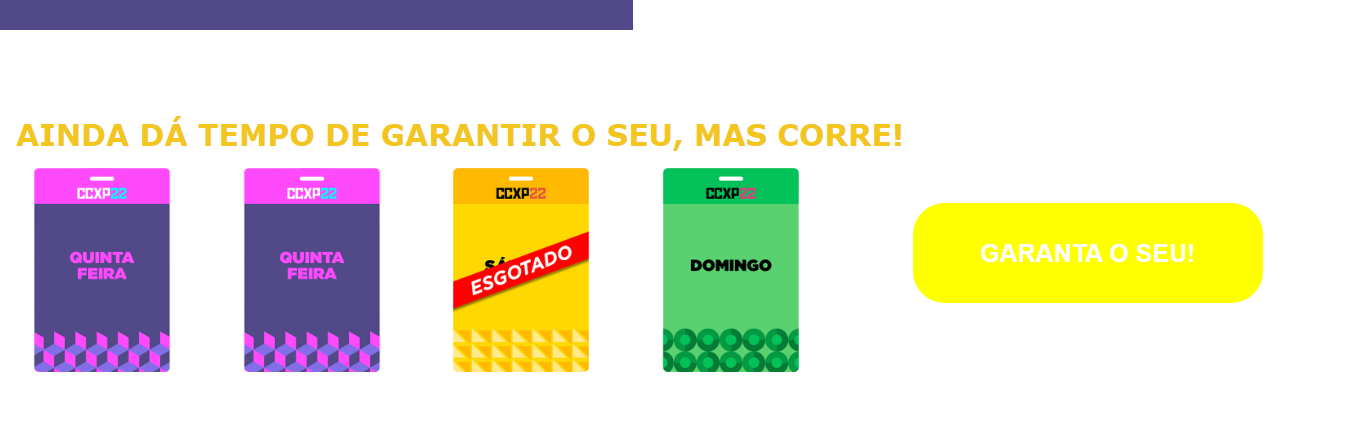 AINDA DÁ TEMPO DE GARANTIR O SEU, MAS CORRE!
CCXP22
QUINTA
FEIRA
CCXP22
QUINTA
FEIRA
CCXP22
ESGOTADO
CCXP22
DOMINGO
GARANTA O SEU!